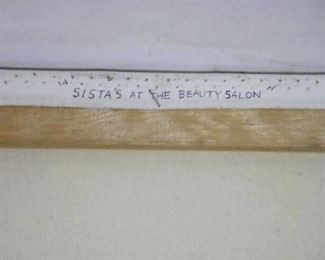 "SISTA'S AT THE BEAUTY SALON"